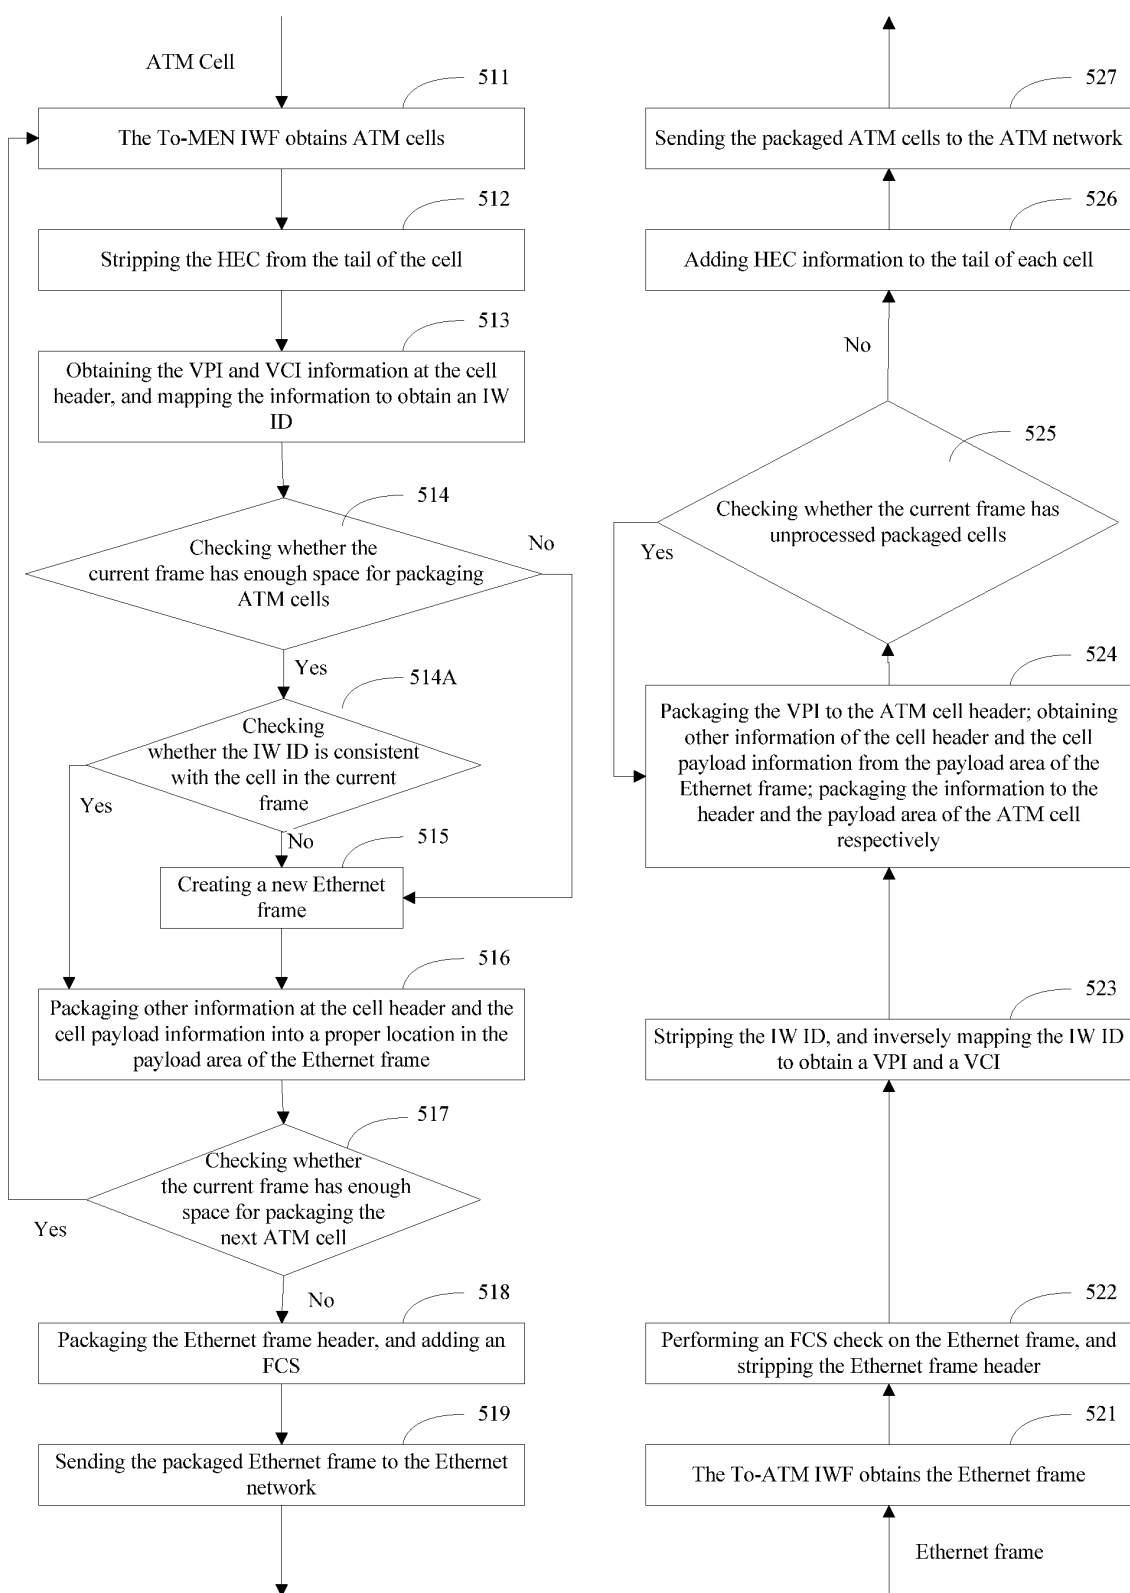 ATM Cell
511
The To-MEN IWF obtains ATM cells
512
Stripping the HEC from the tail of the cell
513
Obtaining the VPI and VCI information at the cell
header, and mapping the information to obtain an IW
ID
514
Checking whether the
current frame has enough space for packaging
ATM cells
No
Yes
514A
Checking
whether the IW ID is consistent
with the cell in the current
frame
Yes
No
515
Creating a new Ethernet
frame
516
Packaging other information at the cell header and the
cell payload information into a proper location in the
payload area of the Ethernet frame
517
Checking whether
the current frame has enough
space for packaging the
next ATM cell
Yes
No
518
Packaging the Ethernet frame header, and adding an
FCS
519
Sending the packaged Ethernet frame to the Ethernet
network
527
Sending the packaged ATM cells to the ATM network
526
Adding HEC information to the tail of each cell
No
525
Checking whether the current frame has
unprocessed packaged cells
Yes
524
Packaging the VPI to the ATM cell header; obtaining
other information of the cell header and the cell
payload information from the payload area of the
Ethernet frame; packaging the information to the
header and the payload area of the ATM cell
respectively
523
Stripping the IW ID, and inversely mapping the IW ID
to obtain a VPI and a VCI
522
Performing an FCS check on the Ethernet frame, and
stripping the Ethernet frame header
521
The To-ATM IWF obtains the Ethernet frame
Ethernet frame